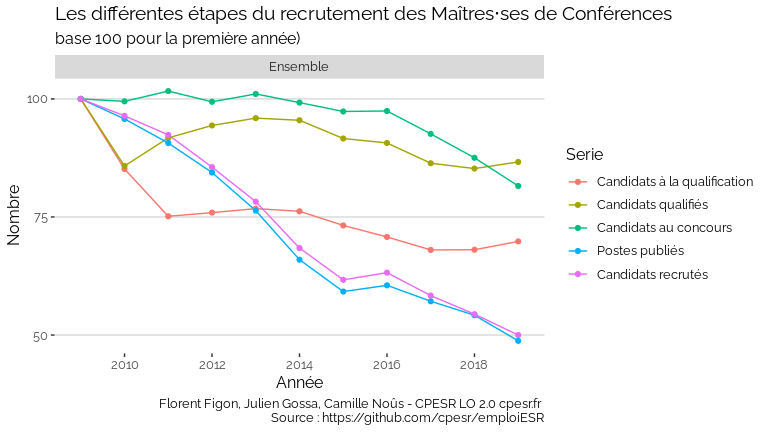 Les différentes étapes du recrutement des Maîtres·ses de Conférences
base 100 pour la première année)
Ensemble
100
75
50
Nombre
2010 2012 2014 2016 2018
Année
Serie
Candidats à la qualification
Candidats qualifiés
Candidats au concours
Postes publiés
Candidats recrutés
Florent Figon, Julien Gossa, Camille Noûs - CPESR LO 2.0 cpesr.fr
Source : https://github.com/cpesr/emploiESR